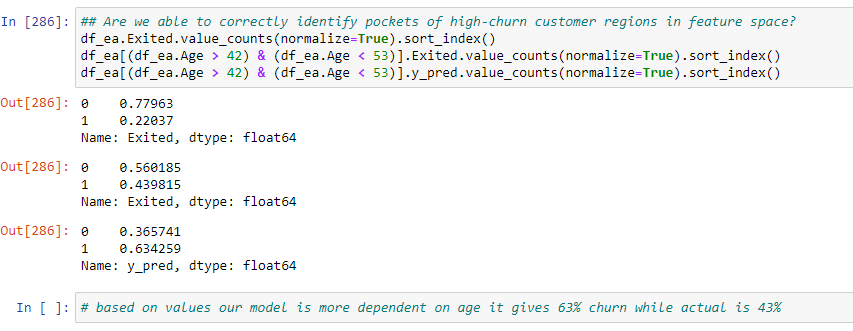 In [286]: ## Are we able to correctly identify pockets of high-churn customer regions in feature space?
df_ea.Exited.value_counts(normalize=True).sort_index()
df_ea[(df_ea.Age > 42) & (df_ea.Age < 53)].Exited.value_counts(normalize=True).sort_index()
df_ea[(df_ea.Age > 42) & (df_ea.Age < 53)].y_pred.value_counts(normalize=True).sort_index()
Out[286]: 0 0.77963
1 0.22037
Name: Exited, dtype: float64
Out[286]: 0 0.560185
1 0.439815
Name: Exited, dtype: float64
Out[286]: 0 0.365741
1 0.634259
Name: y_pred, dtype: float64
In [ ]: # based on values our model is more dependent on age it gives 63% churn while actual is 43%